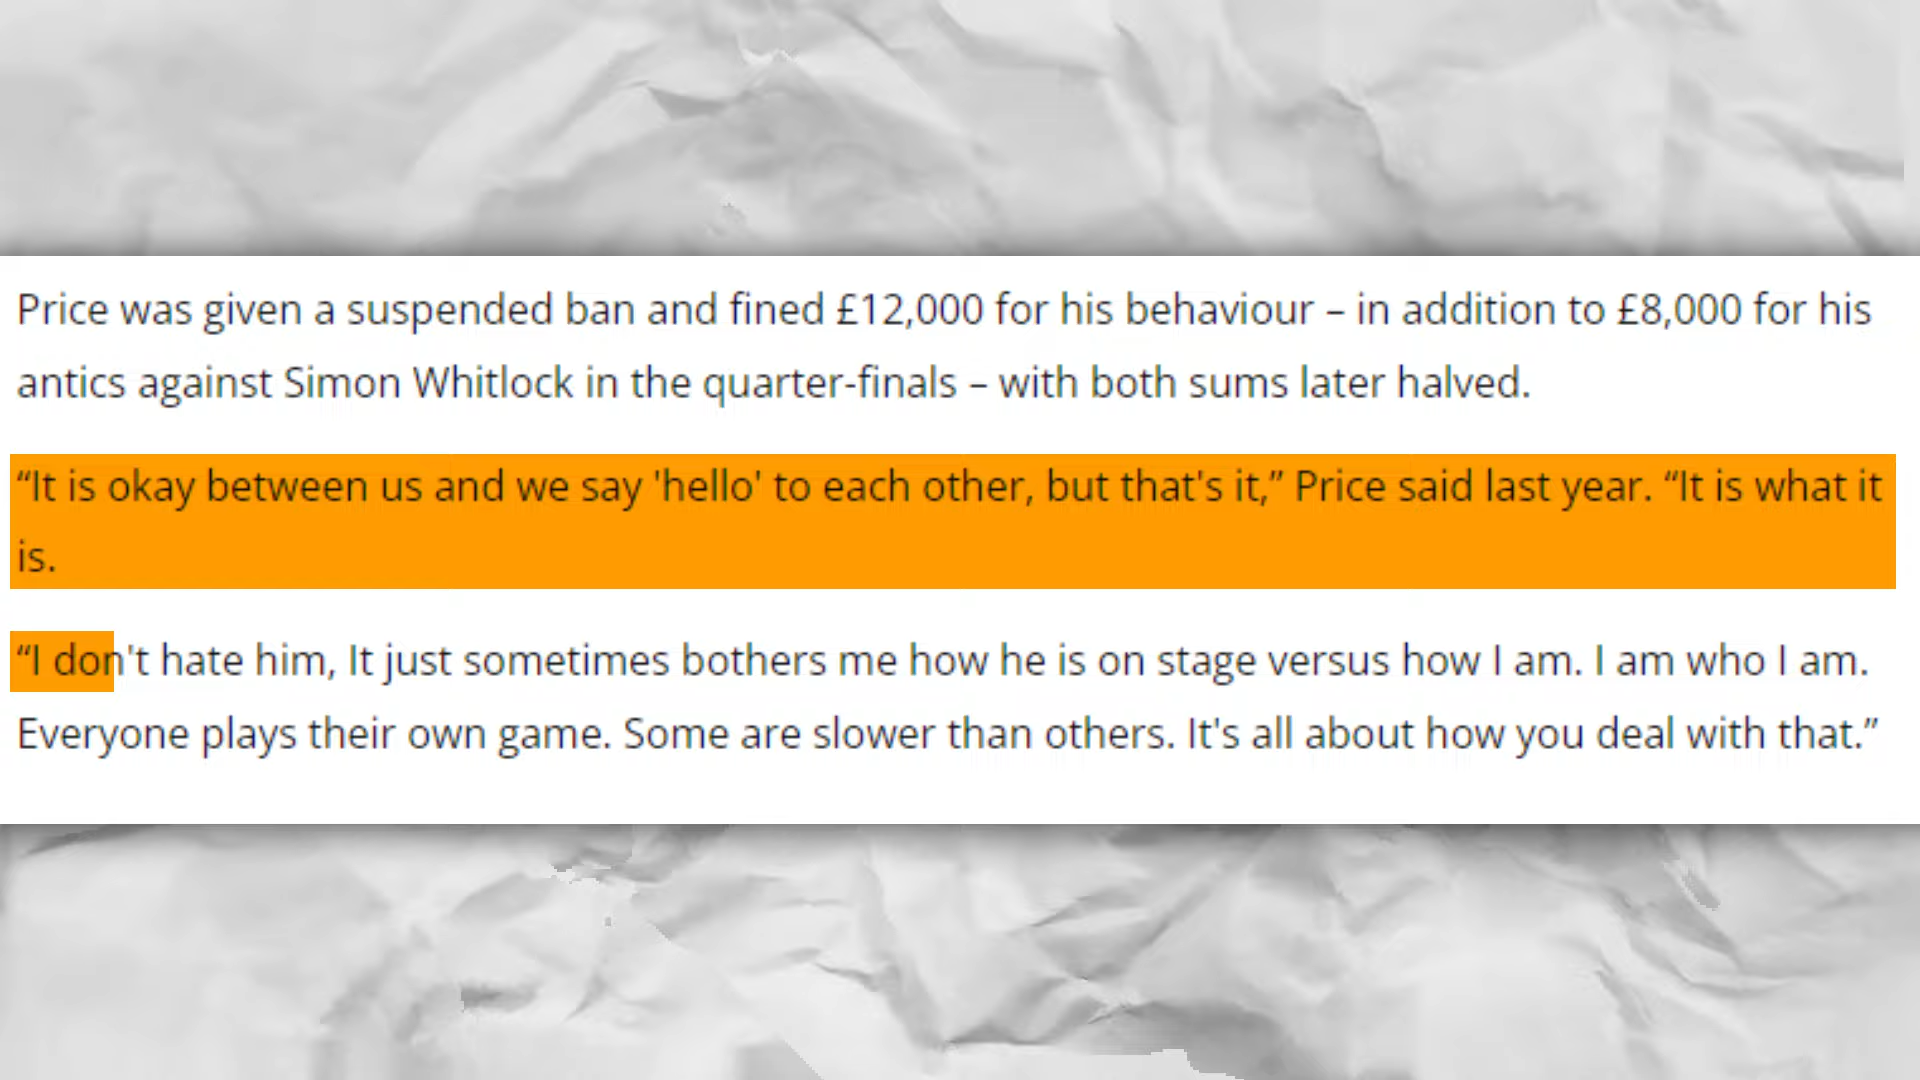 Price was given a suspended ban and fined £12,000 for his behaviour – in addition to £8,000 for his
antics against Simon Whitlock in the quarter-finals – with both sums later halved.
“It is okay between us and we say 'hello' to each other, but that's it,” Price said last year. “It is what it
is.
“I don't hate him, It just sometimes bothers me how he is on stage versus how I am. I am who I am.
Everyone plays their own game. Some are slower than others. It's all about how you deal with that.”